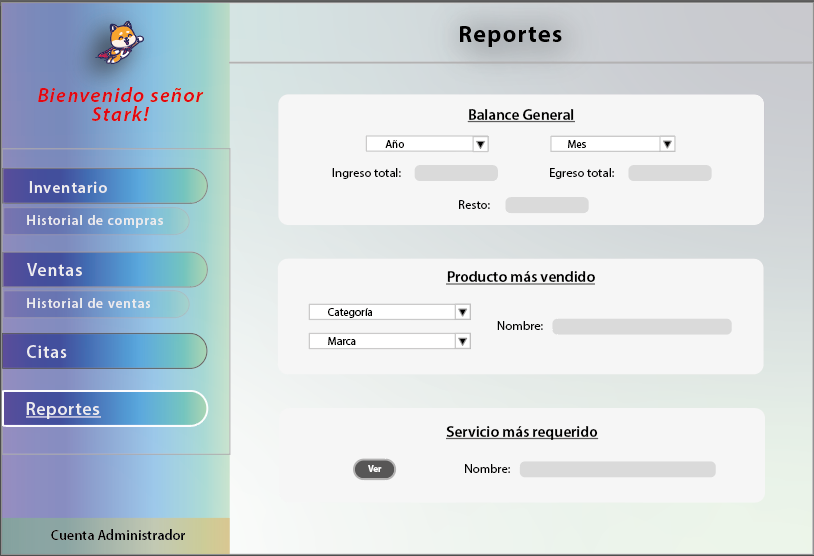 Bienvenido señor
Stark!
Inventario
Historial de compras
Ventas
Historial de ventas
Citas
Reportes
Cuenta Administrador
Reportes
Balance General
Año
Mes
Ingreso total:
Egreso total:
Resto:
Producto más vendido
Categoría
Marca
Nombre:
Servicio más requerido
Ver
Nombre: